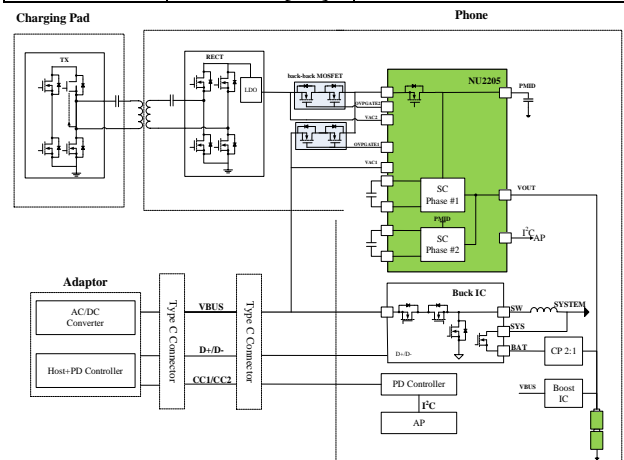 Charging Pad
Phone
TX
RECT
LDO
back-back MOSFET
NU2205
PMID
OVPGATE2
VAC2
OVPGATE1
VAC1
SC
Phase #1
VOUT
PMID
SC
Phase #2
I2C
AP
Adaptor
AC/DC
Converter
Host+PD Controller
Type C Connector
VBUS
D+/D-
CC1/CC2
Type C Connector
Buck IC
SW
SYSTEM
SYS
BAT
D+/D-
CP 2:1
PD Controller
I2C
AP
VBUS
Boost
IC